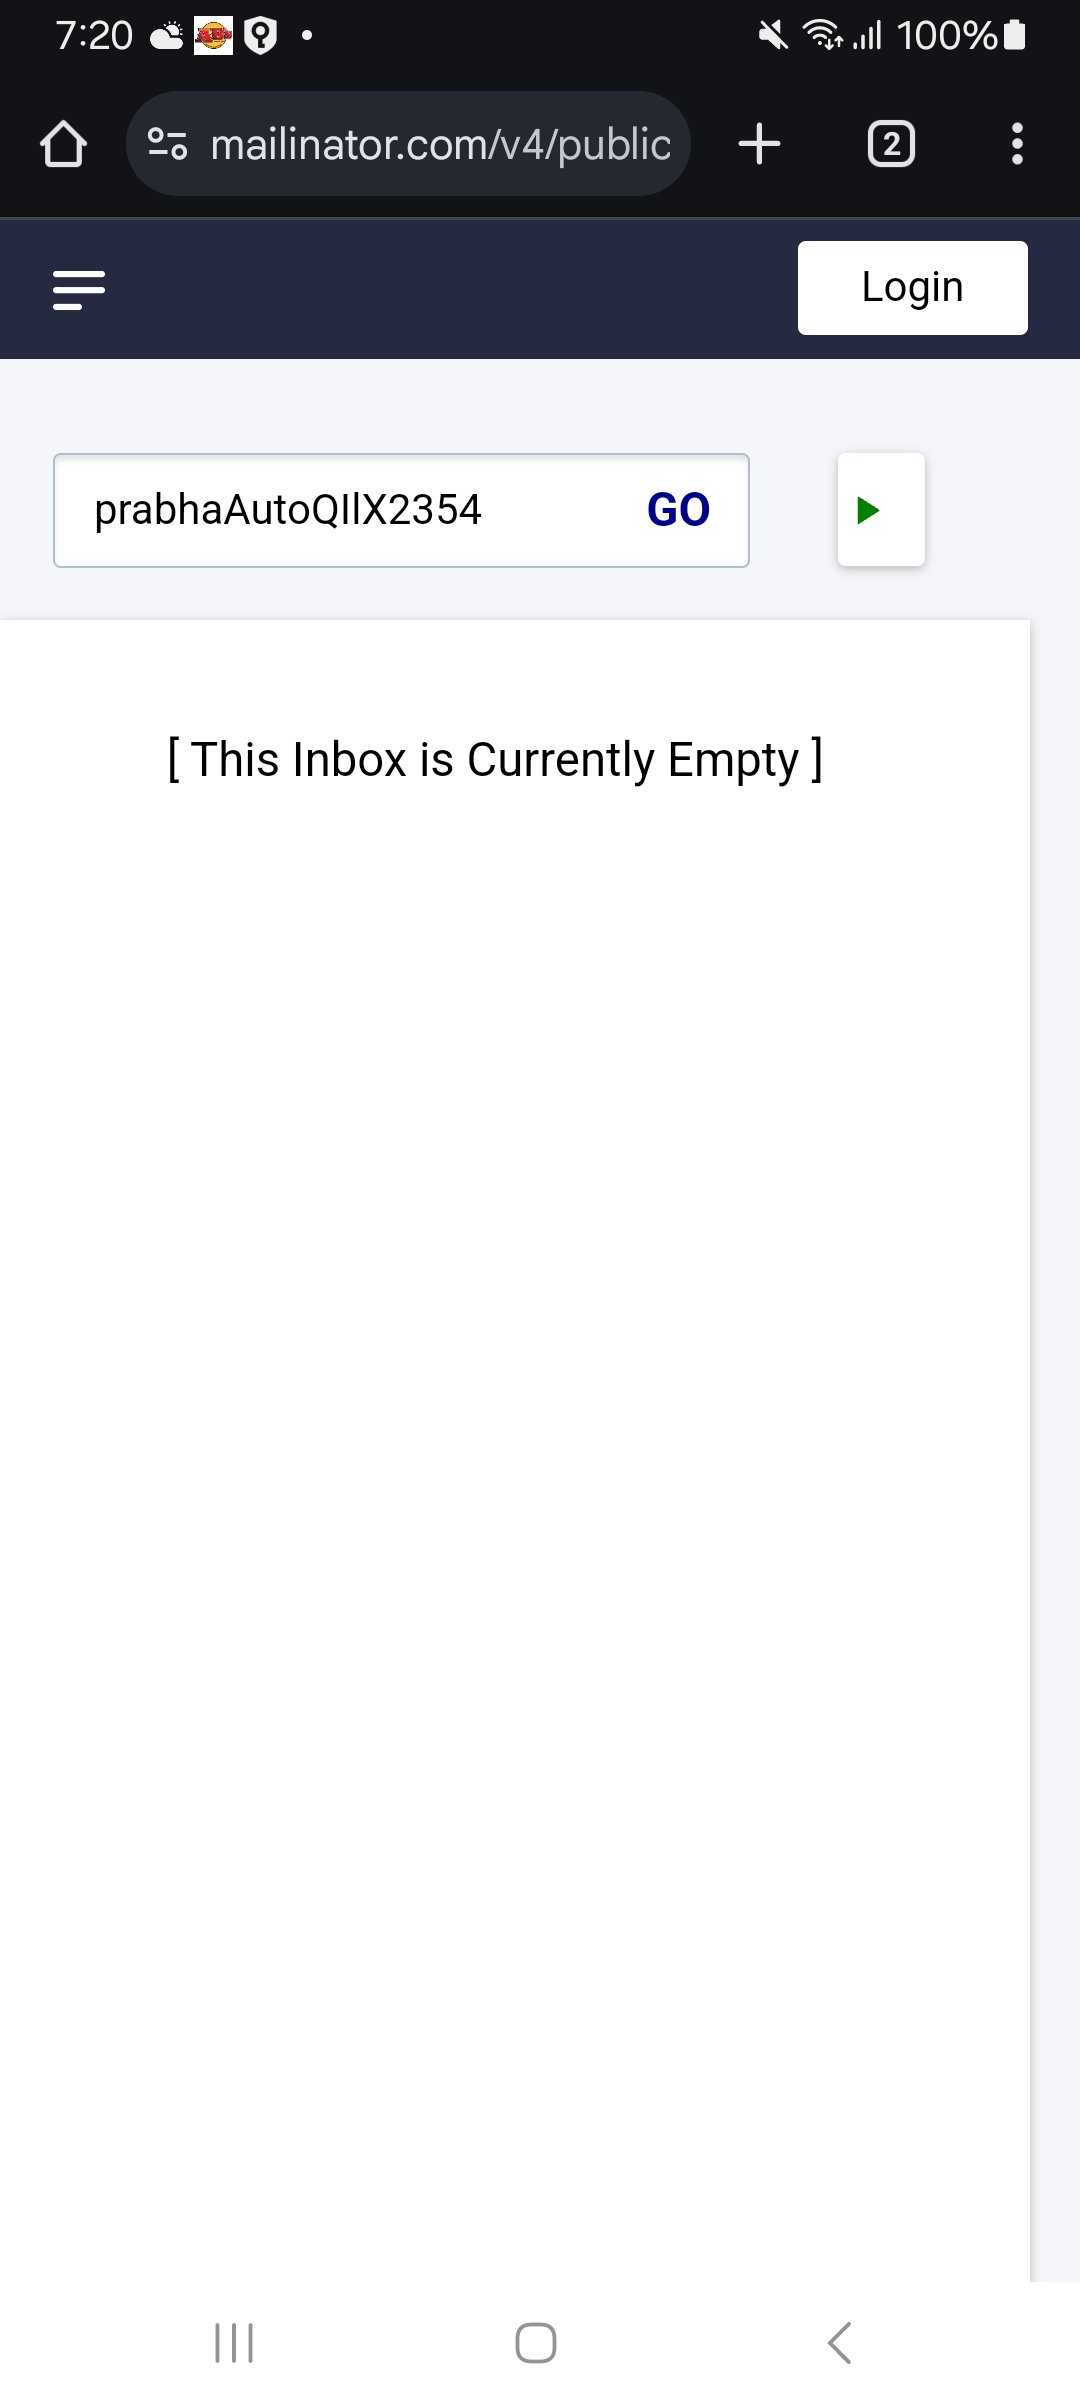 7:20
100%
mailinator.com/v4/public
2
Login
prabhaAutoQIlX2354
GO
[ This Inbox is Currently Empty ]